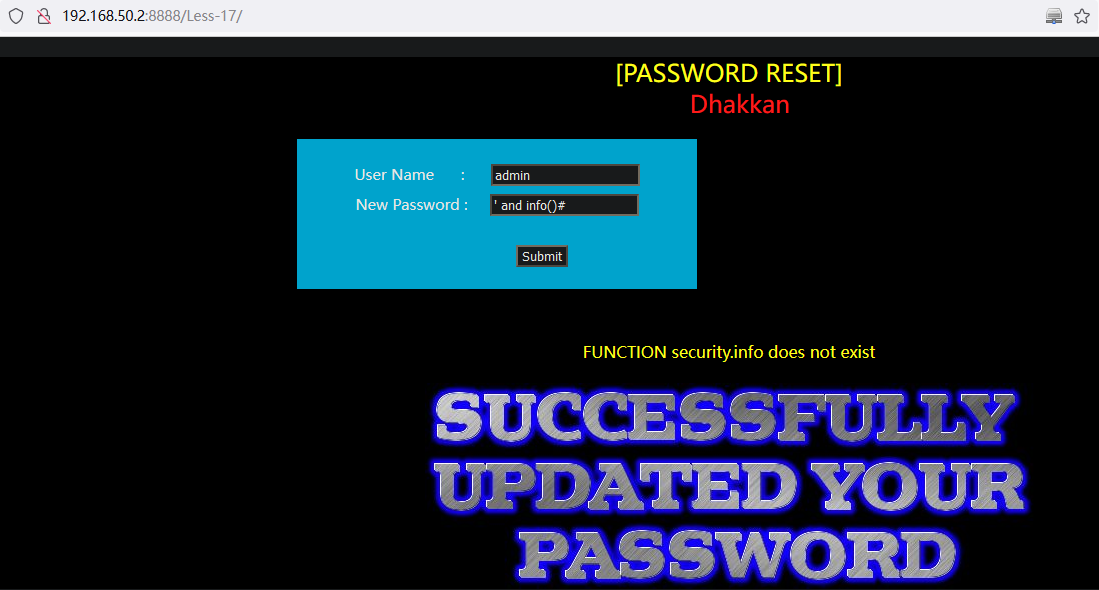 192.168.50.2:8888/Less-17/
[PASSWORD RESET]
Dhakkan
User Name :
admin
New Password :
' and info()#
Submit
FUNCTION security.info does not exist
SUCCESSFULLY
UPDATED YOUR
PASSWORD